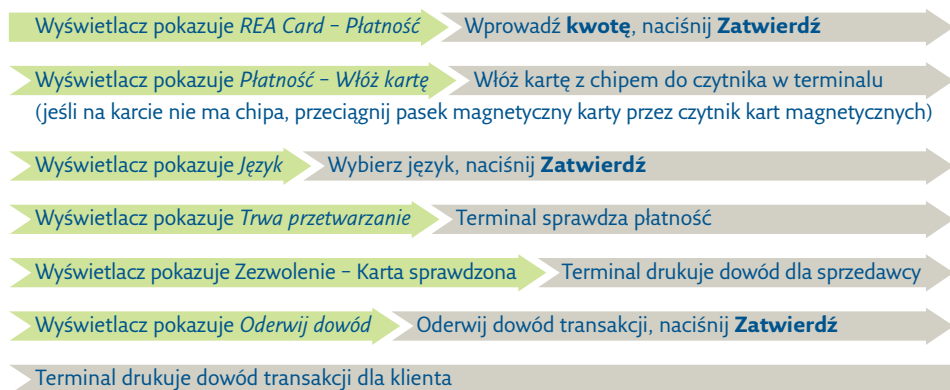 Wyświetlacz pokazuje REA Card – Płatność Wprowadź kwotę, naciśnij Zatwierdź
Wyświetlacz pokazuje Płatność – Włóż kartę Włóż kartę z chipem do czytnika w terminalu
(jeśli na karcie nie ma chipa, przeciągnij pasek magnetyczny karty przez czytnik kart magnetycznych)
Wyświetlacz pokazuje Język Wybierz język, naciśnij Zatwierdź
Wyświetlacz pokazuje Trwa przetwarzanie Terminal sprawdza płatność
Wyświetlacz pokazuje Zezwolenie – Karta sprawdzona Terminal drukuje dowód dla sprzedawcy
Wyświetlacz pokazuje Oderwij dowód Oderwij dowód transakcji, naciśnij Zatwierdź
Terminal drukuje dowód transakcji dla klienta